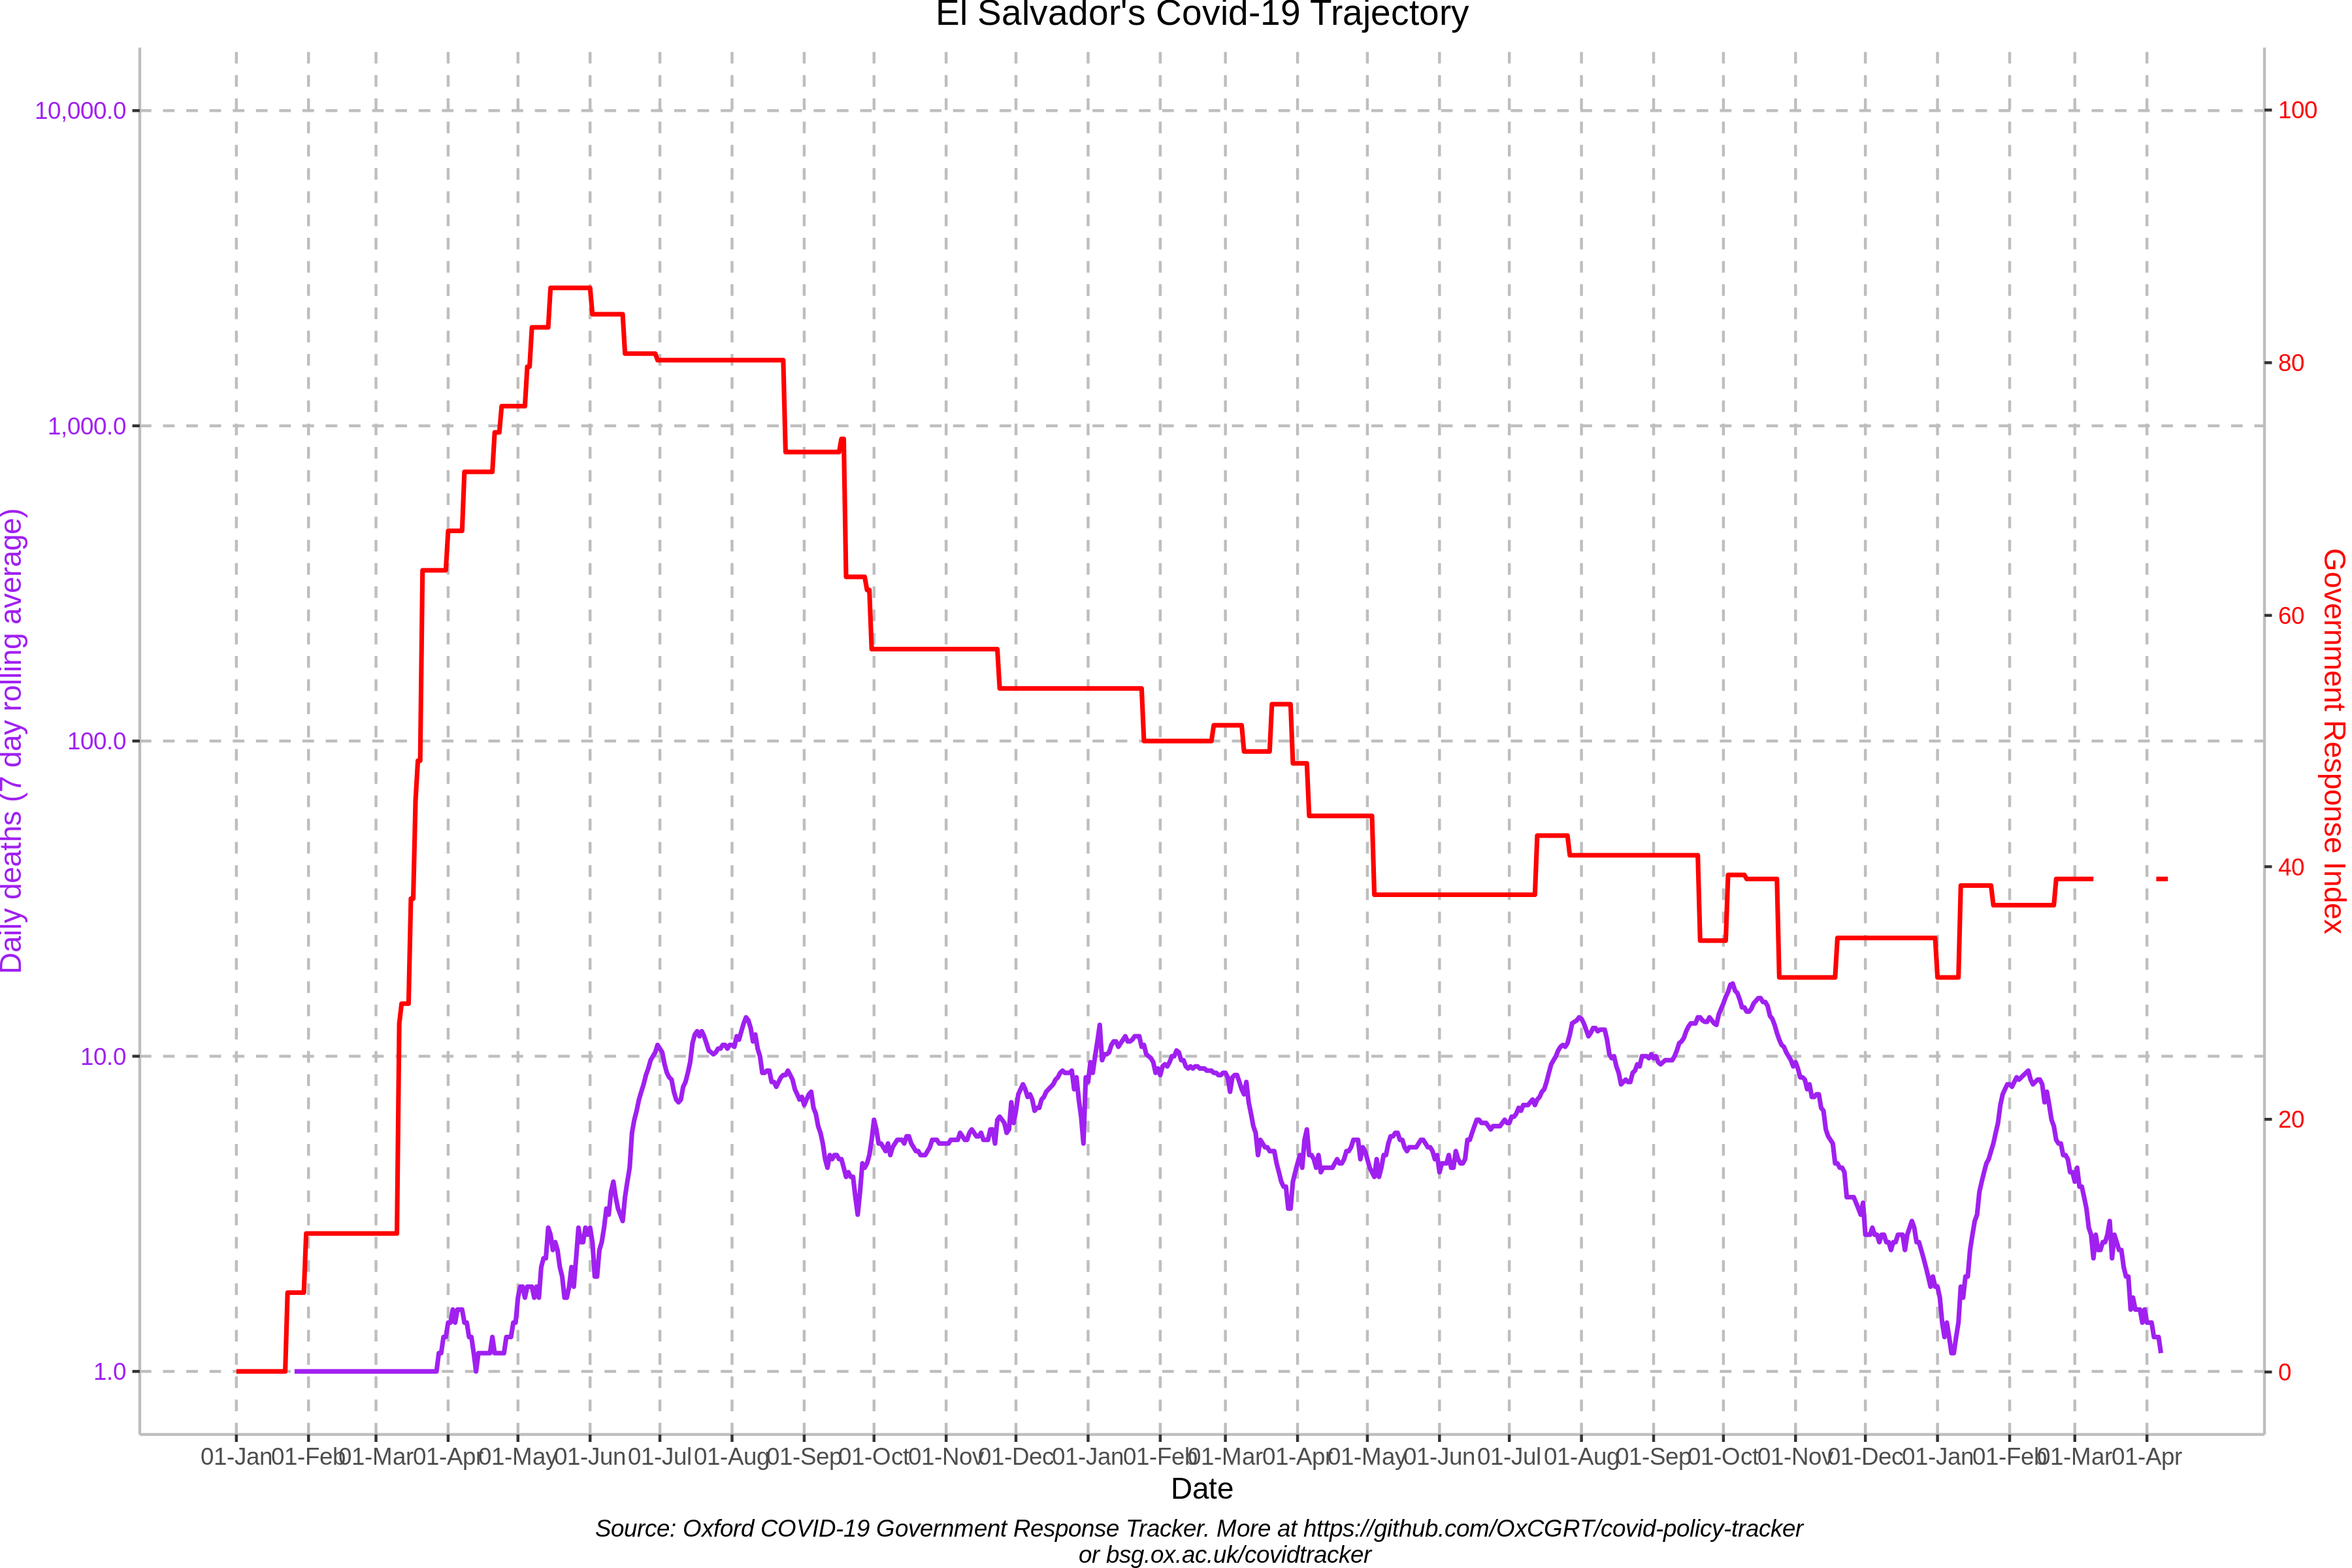 El Salvador's Covid-19 Trajectory
10,000.0
1,000.0
100.0
10.0
1.0
Daily deaths (7 day rolling average)
100
80
60
40
20
0
Government Response Index
01-Jan 01-Feb 01-Mar 01-Apr 01-May 01-Jun 01-Jul 01-Aug 01-Sep 01-Oct 01-Nov 01-Dec 01-Jan 01-Feb 01-Mar 01-Apr 01-May 01-Jun 01-Jul 01-Aug 01-Sep 01-Oct 01-Nov 01-Dec 01-Jan 01-Feb 01-Mar 01-Apr
Date
Source: Oxford COVID-19 Government Response Tracker. More at https://github.com/OxCGRT/covid-policy-tracker
or bsg.ox.ac.uk/covidtracker